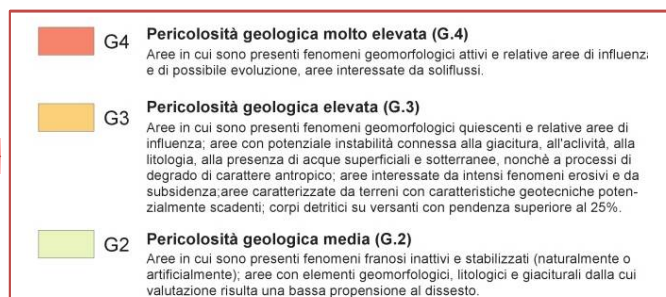 G4 Pericolosità geologica molto elevata (G.4)
Aree in cui sono presenti fenomeni geomorfologici attivi e relative aree di influenza
e di possibile evoluzione, aree interessate da soliflussi.
G3 Pericolosità geologica elevata (G.3)
Aree in cui sono presenti fenomeni geomorfologici quiescenti e relative aree di
influenza; aree con potenziale instabilità connessa alla giacitura, all'aclività, alla
litologia, alla presenza di acque superficiali e sotterranee, nonchè a processi di
degrado di carattere antropico; aree interessate da intensi fenomeni erosivi e da
subsidenza;aree caratterizzate da terreni con caratteristiche geotecniche poten-
zialmente scadenti; corpi detritici su versanti con pendenza superiore al 25%.
G2 Pericolosità geologica media (G.2)
Aree in cui sono presenti fenomeni franosi inattivi e stabilizzati (naturalmente o
artificialmente); aree con elementi geomorfologici, litologici e giaciturali dalla cui
valutazione risulta una bassa propensione al dissesto.